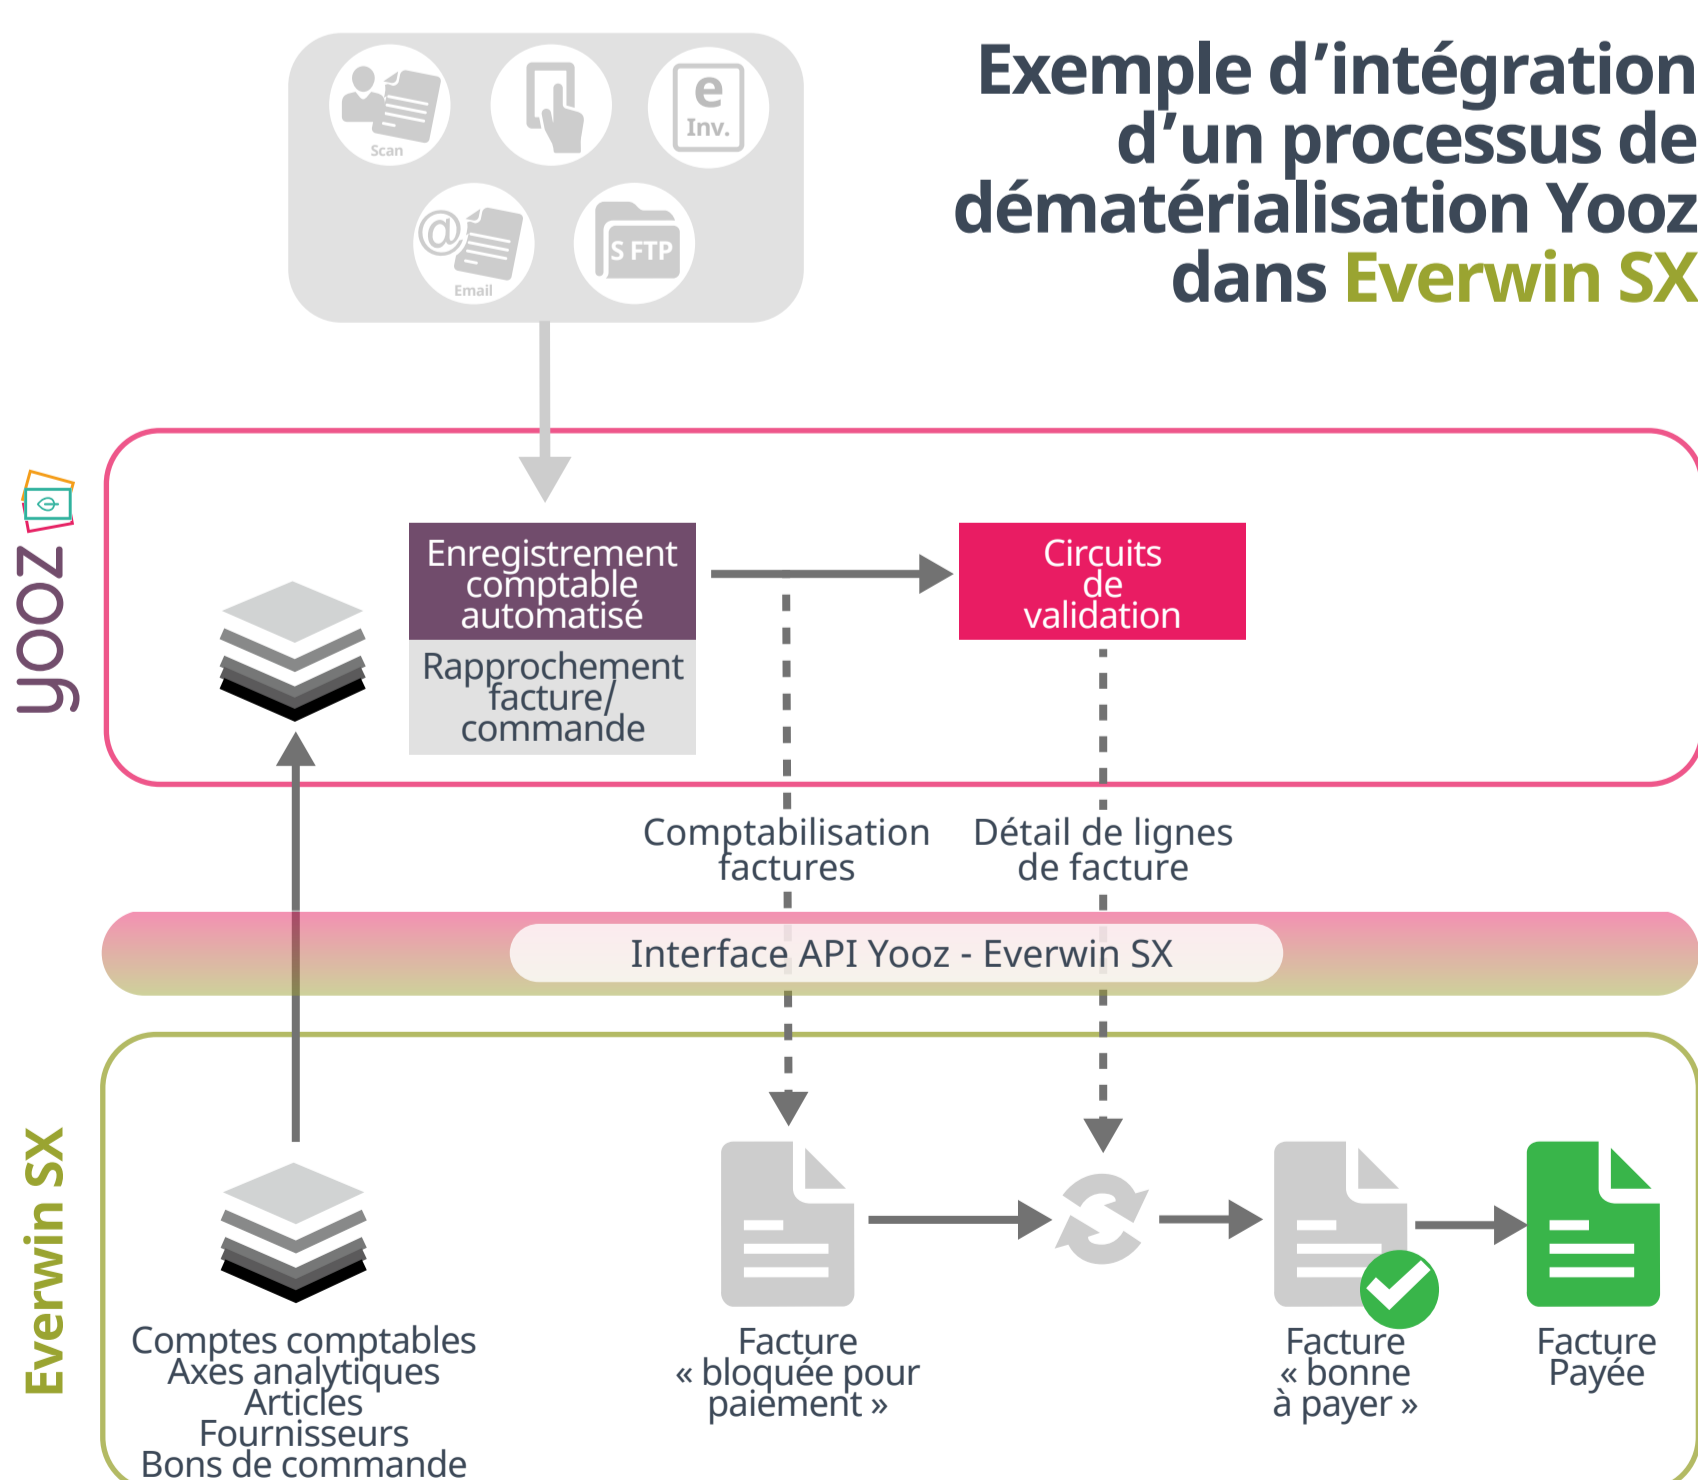 Exemple d'intégration
d'un processus de
dématérialisation Yooz
dans Everwin SX
Scan
e
Inv.
@
Email
S FTP
yooz
Enregistrement
comptable
automatisé
Rapprochement
facture/
commande
Circuits
de
validation
Comptabilisation
factures
Détail de lignes
de facture
Interface API Yooz - Everwin SX
Everwin SX
Comptes comptables
Axes analytiques
Articles
Fournisseurs
Bons de commande
Facture
« bloquée pour
paiement »
Facture
« bonne
à payer »
Facture
Payée